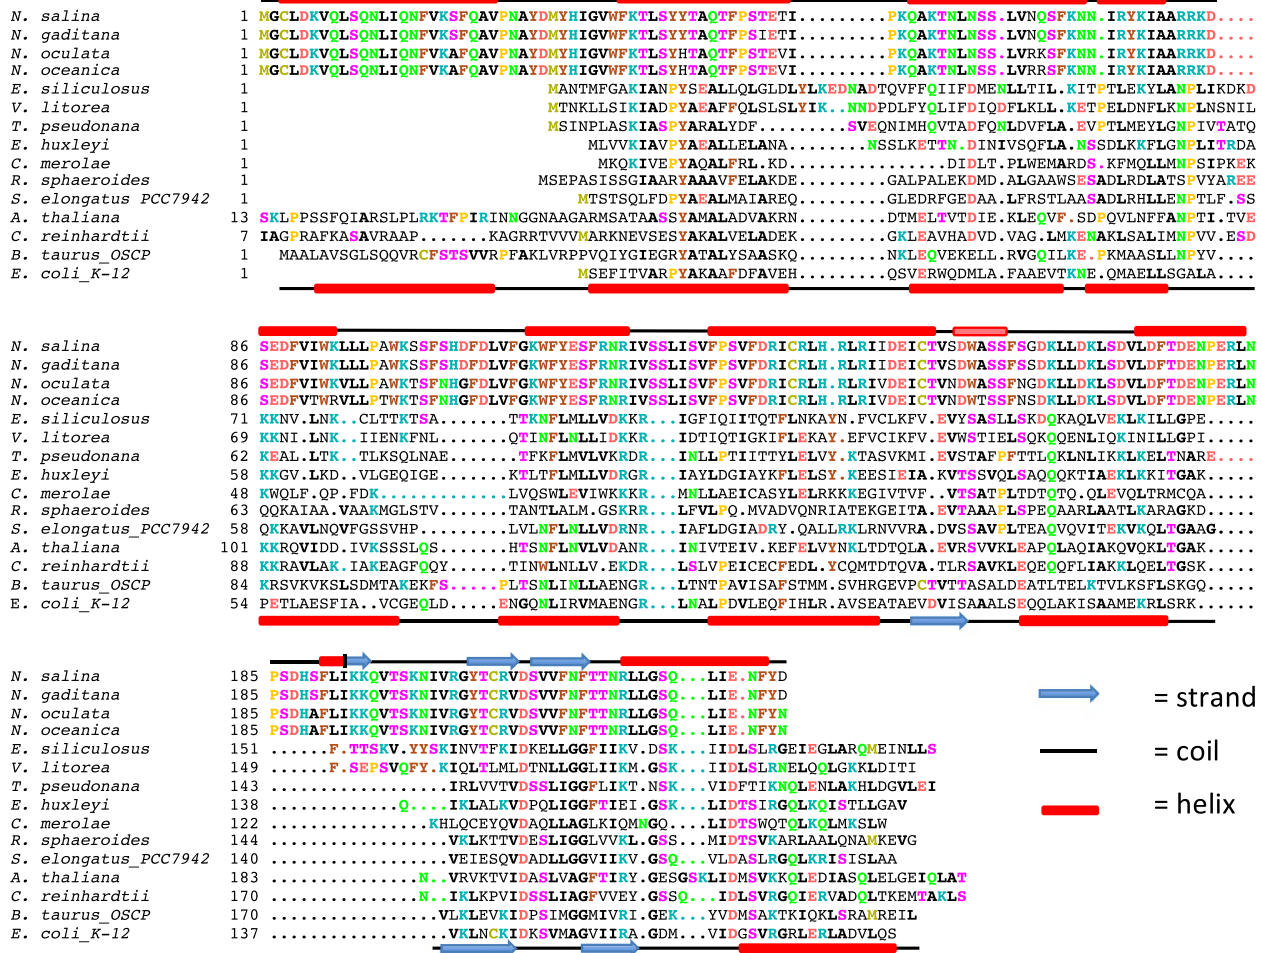 N. salina 1 MGCLDKVQLSQNLIQNFVKSFQAVPNAYDMYHIGVWFKTLSYYTAQTFPSTETI.........PKQAKTNLNSS.LVNQSFKNN.IRYKIAARRKD....
N. gaditana 1 MGCLDKVQLSQNLIQNFVKSFQAVPNAYDMYHIGVWFKTLSYYTAQTFPSIETI.........PKQAKTNLNSS.LVNQSFKNN.IRYKIAARRKD....
N. oculata 1 MGCLDKVQLSQNLIQNFVKAFQAVPNAYDMYHIGVWFKTLSYHTAQTFPSTEVI.........PKQAKTNLNSS.LVRKSFKNN.IRYKIAARRKD....
N. oceanica 1 MGCLDKVQLSQNLIQNFVKAFQAVPNAYDMYHIGVWFKTLSYHTAQTFPSTEVI.........PKQAKTNLNSS.LVRRSFKNN.IRYKIAARRKD....
E. siliculosus 1 MANTMFGAKIANPYSEALLQLGLDLYLKEDNADTQVFFQIIFDMENLLTIL.KITPTLEKYLANPLIKDKD
V. litorea 1 MTNKLLSIKIADPYAEAFFQLSLSLYLK.NNDPDLFYQLIFDIQDFLKLL.KETPELDNFLKNPLNSNIL
T. pseudonana 1 MSINPLASKIASPYARALYDF.........SVEQNIMHQVTADFQNLDVFLA.EVPTLMEYLGNPIVTATQ
E. huxleyi 1 MLVVKIAVPYAEALLELANA........NSSLKETTN.DINIVSQFLA.NSSDLKKFLGNPLITRDA
C. merolae 1 MKQKIVEPYAQALFRL.KD................DIDLT.PLWEMARDS.KFMQLLMNPSIPKEK
R. sphaeroides 1 MSEPASISSGIAARYAAAVFELAKDE.........GALPALEKDMD.ALGAAWSESADLRDLATSPVYAREE
S. elongatus PCC7942 1 MTSTSQLFDPYAEALMAIAREQ.........GLEDRFGEDAA.LFRSTLAASADLRHLLENPTLF.SS
A. thaliana 13 SKLPPSSFQIARSLPLRKTFPIRINNGGNAAGARMSATAASSYAMALADVAKRN.........DTMELTVTDIE.KLEQVF.SDPQVLNFFANPTI.TVE
C. reinhardtii 7 IAGPRAFKASAVRAAP.......KAGRRTVVVMARKNEVSESYAKALVELADEK.........GKLEAVHADVD.VAG.LMKENAKLSALIMNPVV.ESD
B. taurus_OSCP 1 MAALAVSGLSQQVRCFSTSVVRPFAKLVRPPVQIYGIEGRYATALYSAASKQ.........NKLEQVEKELL.RVGQILKE.PKMAASLLNPYV....
E. coli_K-12 1 MSEFITVARPYAKAAFDFAVEH.........QSVERWQDMLA.FAAEVTKNE.QMAELLSGALA....
N. salina 86 SEDFVIWKLLLPAWKSSFSHDFDLVFGKWFYESFRNRIVSSLISVFPSVFDRICRLH.RLRIIDEICTVSDWASSFSGDKLLDKLSDVLDFTDENPERLN
N. gaditana 86 SEDFVIWKLLLPAWKSSFSHDFDLVFGKWFYESFRNRIVSSLISVFPSVFDRICRLH.RLRIIDEICTVSDWASSFSGDKLLDKLSDVLDFTDENPERLN
N. oculata 86 SEDFVIWKVLLPAWKTSFNHGFDLVFGKWFYESFRNRIVSSLISVFPSVFDRICRLH.RLRIVDEICTVSDWASSFNGDKLLDKLSDVLDFTDENPERLN
N. oceanica 86 SEDFVTWRVLLPTWKTSFNHGFDLVFGKWFYESFRNRIVSSLISVFPSVFDRICRLH.RLRIVDEICTVNDWTSSFNSDKLLDKLSDVLDFTDENPERLN
E. siliculosus 71 KKNV.LNK..CLTTKTSA.......TTKNFLMLLVDKKR...IGFIQIITQTFLNKAYN.FVCLKFV.EVYSASLLSKDQKAQLVEKLKILLGPE.....
V. litorea 69 KKNI.LNK..IIENKFNL.......QTINFLNLLIDKKR...IDTIQTIGKIFLEKAY.EFVCIKFV.EVWSTIELSQKQQENLIQKINILLGPI.....
T. pseudonana 62 KEAL.LTK..TLKSQLNAE.......TFKFLMVLVKRDR...INLLPTIITTYLELVY.KTASVKMI.EVSTAFPFTTLQKLNLIKKLKELTNARE....
E. huxleyi 58 KKGV.LKD..VLGEQIGE.......KTLTFLMLLVDRGR...IAYLDGIAYKFLELSY.KEESIEIA.KVTSSVQLSAQQQKTIAEKLKKITGAK.....
C. merolae 48 KWQLF.QP.FDK.............LVQSWLEVIWKKKR...MNLLAEICASYLELRKKKEGIVTVF..VTSATPLTDTQTQ.QLEVQLTRMCQA.....
R. sphaeroides 63 QQKAIAA.VAAKMGLSTV.......TANTLALM.GSKR...LFVLPQ.MVADVQNRIATEKGEITA.EVTAAAPLSPEQAARLAATLKARAGKD.....
S. elongatus_PCC7942 58 QKKAVLNQVFGSSVHP.........LVLNFLNLLVDRNR...IAFLDGIADRY.QALLRKLRNVVRA.DVSSAVPLTEAQVQVITEKVKQLTGAAG....
A. thaliana 101 KKRQVIDD.IVKSSSLQS.......HTSNFLNVLVDANR...INIVTEIV.KEFELVYNKLTDTQLA.EVRSVVKLEAPQLAQIAKQVQKLTGAK.....
C. reinhardtii 88 KKRAVLAK.IAKEAGFQQY......TINWLNLLV.EKDR...LSLVPEICECFEDL.YCQMTDTQVA.TLRSAVKLEQEQQFLIAKKLQELTGSK.....
B. taurus_OSCP 84 KRSVKVKSLSDMTAKEKFS.....PLTSNLINLLAENGR...LTNTPAVISAFSTMM.SVHRGEVPCTVTTASALDEATLTELKTVLKSFLSKGQ.....
E. coli_K-12 54 PETLAESFIA..VCGEQLD.....ENGQNLIRVMAENGR...LNALPDVLEQFIHLR.AVSEATAEVDVISAAALSEQQLAKISAAMEKRLSRK......
N. salina 185 PSDHSFLIKKQVTSKNIVRGYTCRVDSVVFNFTTNRLLGSQ...LIE.NFYD
N. gaditana 185 PSDHSFLIKKQVTSKNIVRGYTCRVDSVVFNFTTNRLLGSQ...LIE.NFYD
N. oculata 185 PSDHAFLIKKQVTSKNIVRGYTCRVDSVVFNFTTNRLLGSQ...LIE.NFYN
N. oceanica 185 PSDHAFLIKKQVTSKNIVRGYTCRVDSVVFNFTTNRLLGSQ...LIE.NFYN
= strand
E. siliculosus 151 ......F.TTSKV.YYSKINVTFKIDKELLGGFIIKV.DSK...IIDLSLRGEIEGLARQMEINLLS
= coil
V. litorea 149 ......F.SEPSVQFY.KIQLTLMLDTNLLGGLIIKM.GSK...IIDLSLRNELQQLQGKKLDITI
T. pseudonana 143 ..................IRLVVTVDSSLIGGFLIKT.NSI...VIDFTIKNQLENLAKHLDGVLEI
E. huxleyi 138 .............Q....IKLALKVDPQLIGGFTIEI.GSK...LIDTSIRGQLKQISTLLGAV
= helix
C. merolae 122 ................KHLQCEYQVDAQLLAGLKIQMNGQ....LIDTSWQTQLKQLMKSLW
R. sphaeroides 144 ..................VKLKTTVDESLIGGLVVKL.GSS...MIDTSVKARLAALQNAMKEVG
S. elongatus_PCC7942 140 ..................VEIESQVDADLLGGVIIKV.GSQ...VLDASLRGQLKRISISLAA
A. thaliana 183 ...............N..VRVKTVIDASLVAGFTIRY.GESGSKLIDMSVKKQLEDIASQLELGEIQLAT
C. reinhardtii 170 ...............N..IKLKPVIDSSLIAGFVVEY.GSSQ...IDLSVRGQIERVADQLTKEMTAKLS
B. taurus_OSCP 170 .................VLKLEVKIDPSIMGGMIVRI.GEK...YVDMSAKTKIQKLSRAMREIL
E. coli_K-12 137 ..................VKLNCKIDKSVMAGVIIRA.GDM...VIDGSVRGRLERLADVLQS